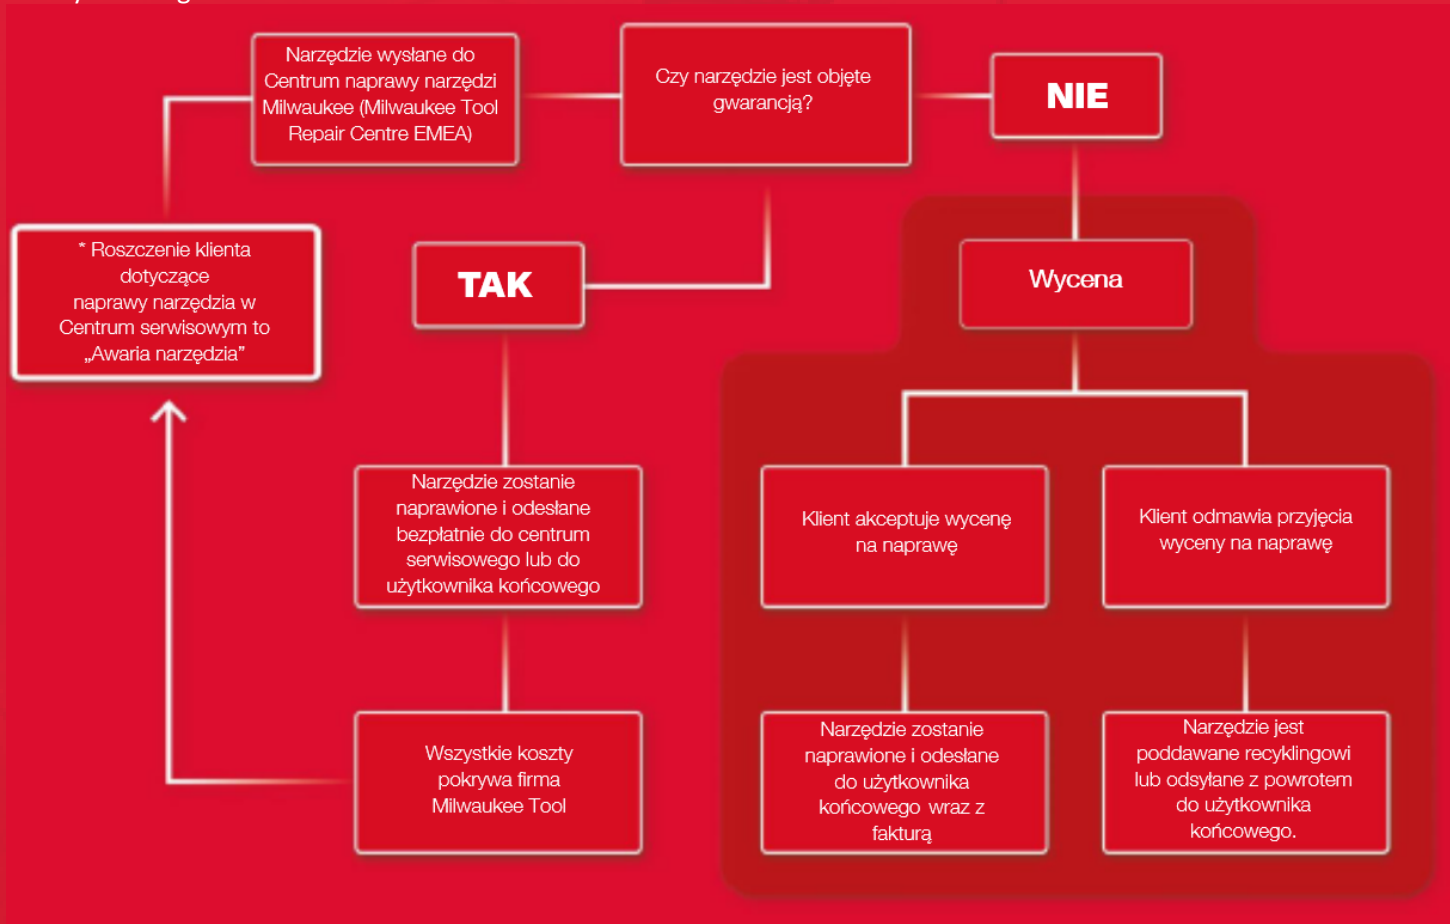 Narzędzie wysłane do
Centrum naprawy narzędzi
Milwaukee (Milwaukee Tool
Repair Centre EMEA)
Czy narzędzie jest objęte
gwarancją?
NIE
* Roszczenie klienta
dotyczące
naprawy narzędzia w
Centrum serwisowym to
„Awaria narzędzia”
TAK
Wycena
Narzędzie zostanie
naprawione i odesłane
bezpłatnie do centrum
serwisowego lub do
użytkownika końcowego
Klient akceptuje wycenę
na naprawę
Klient odmawia przyjęcia
wyceny na naprawę
Wszystkie koszty
pokrywa firma
Milwaukee Tool
Narzędzie zostanie
naprawione i odesłane
do użytkownika
końcowego wraz z
fakturą
Narzędzie jest
poddawane recyklingowi
lub odsyłane z powrotem
do użytkownika
końcowego.